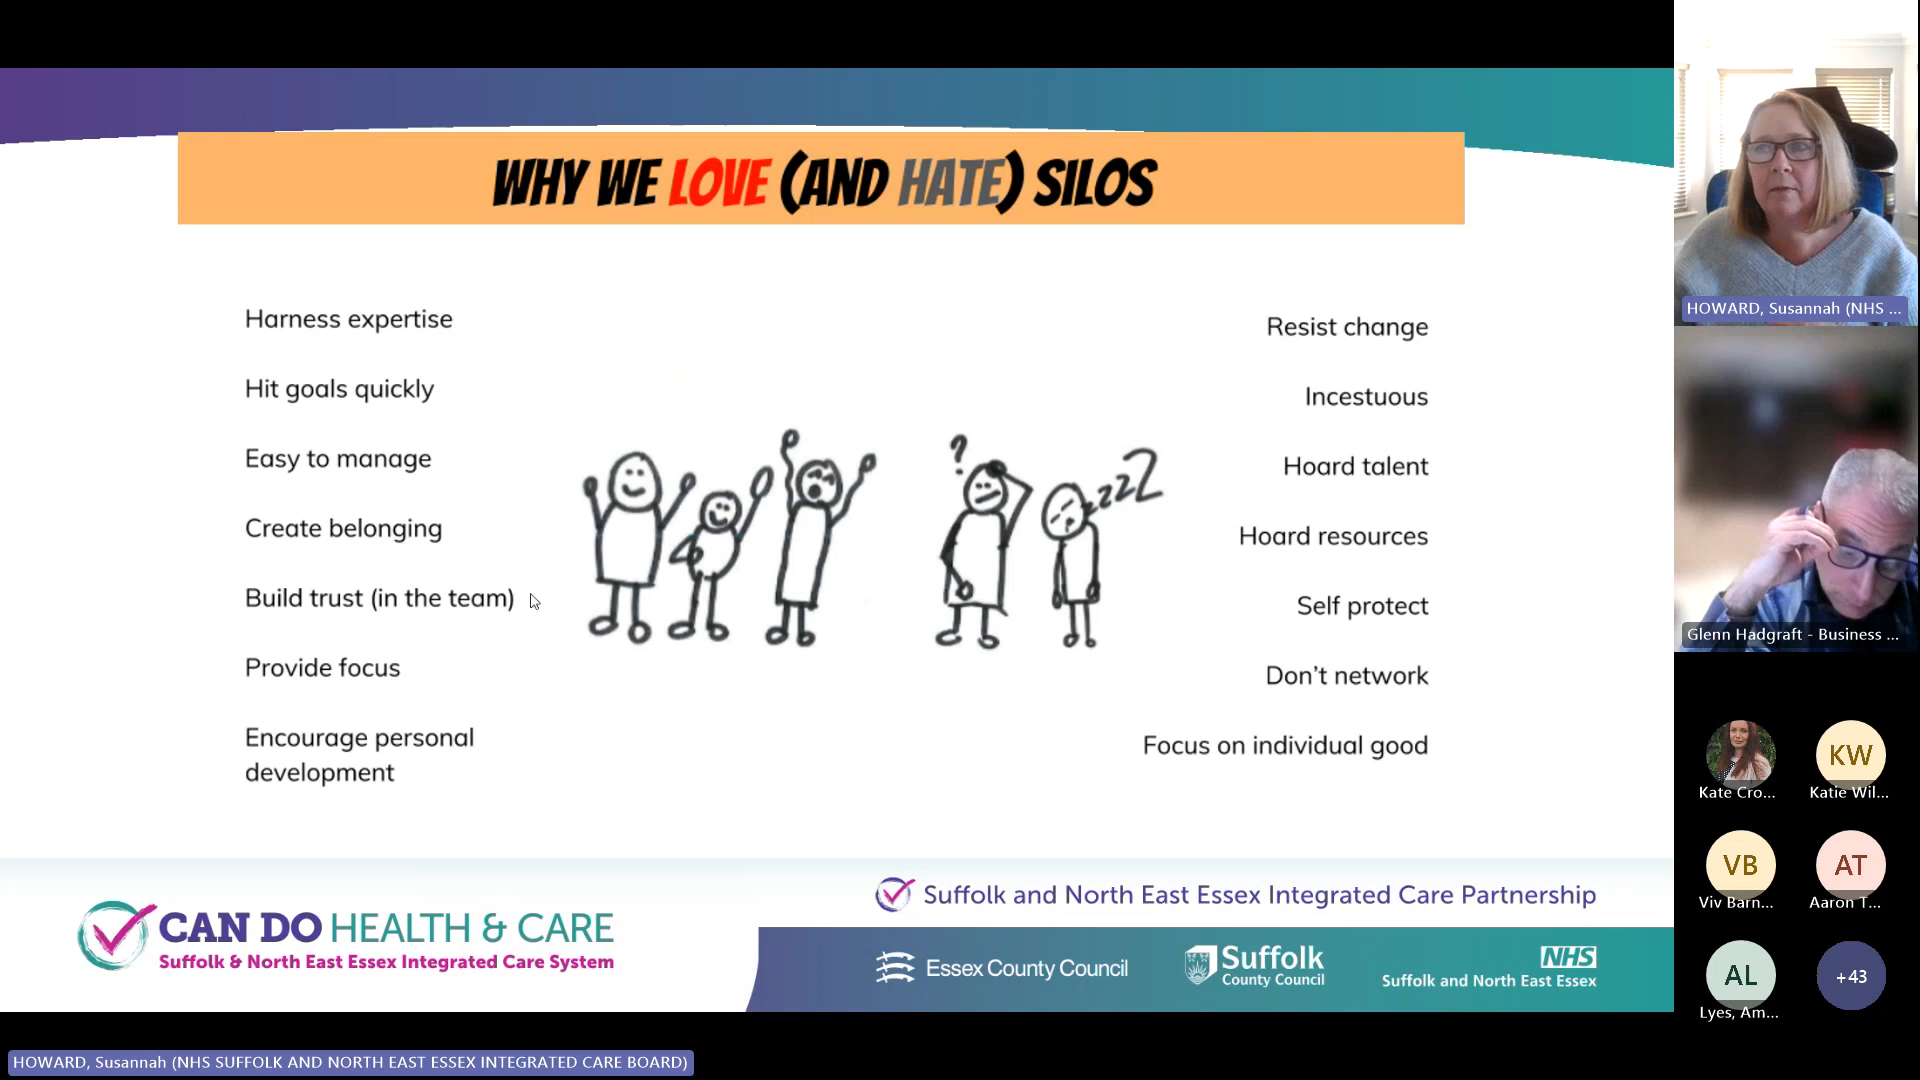 WHY WE LOVE (AND HATE) SILOS
Harness expertise
Hit goals quickly
Easy to manage
Create belonging
Build trust (in the team)
Provide focus
Encourage personal
development
?
zzzZ
Resist change
Incestuous
Hoard talent
Hoard resources
Self protect
Don't network
Focus on individual good
CAN DO HEALTH & CARE
Suffolk & North East Essex Integrated Care System
Suffolk and North East Essex Integrated Care Partnership
Essex County Council
Suffolk
County Council
NHS
Suffolk and North East Essex
HOWARD, Susannah (NHS ...
Glenn Hadgraft - Business ...
KW
Kate Cro...
Katie Wil...
VB
AT
Viv Barn...
Aaron T...
AL
+43
Lyes, Am...
HOWARD, Susannah (NHS SUFFOLK AND NORTH EAST ESSEX INTEGRATED CARE BOARD)